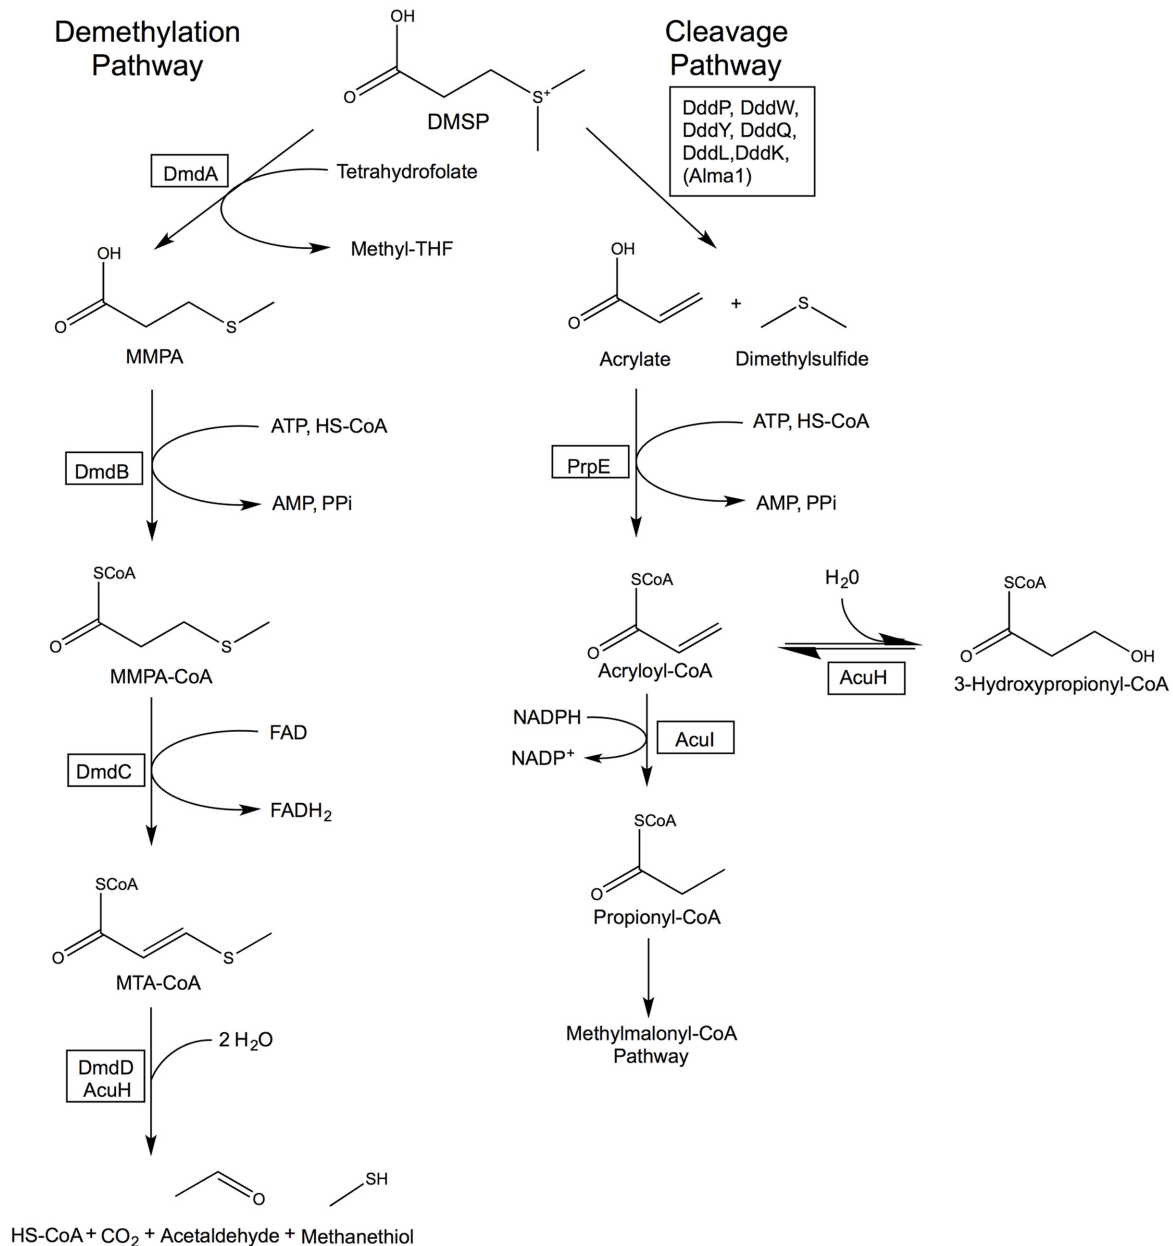 Demethylation
Pathway
Cleavage
Pathway
OH
O
S+
DMSP
DddP, DddW,
DddY, DddQ,
DddL,DddK,
(Alma1)
DmdA
Tetrahydrofolate
Methyl-THF
OH
O
S
MMPA
OH
O
Acrylate
+
S
Dimethylsulfide
ATP, HS-CoA
DmdB
AMP, PPi
ATP, HS-CoA
PrpE
AMP, PPi
SCoA
O
S
MMPA-CoA
SCoA
O
Acryloyl-CoA
H20
AcuH
SCoA
O
OH
3-Hydroxypropionyl-CoA
FAD
DmdC
FADH2
NADPH
NADP+
AcuI
SCoA
O
S
MTA-CoA
SCoA
O
Propionyl-CoA
Methylmalonyl-CoA
Pathway
2 H2O
DmdD
AcuH
O
SH
HS-CoA + CO2 + Acetaldehyde + Methanethiol